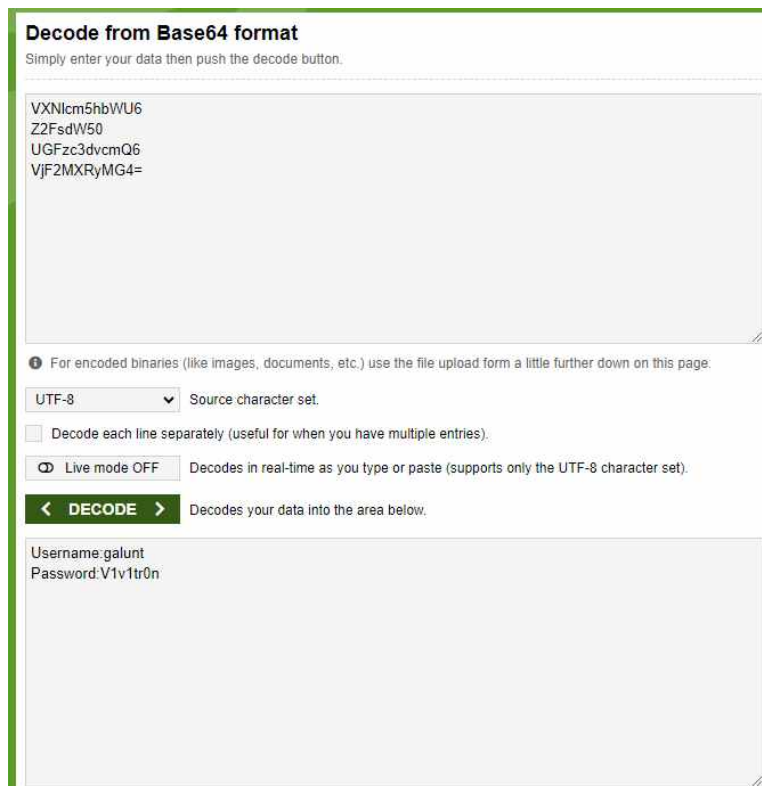 Decode from Base64 format
Simply enter your data then push the decode button.
VXNlcm5hbWU6
Z2FsdW50
UGFzc3dvcmQ6
VjF2MXRyMG4=
For encoded binaries (like images, documents, etc.) use the file upload form a little further down on this page.
UTF-8 Source character set.
Decode each line separately (useful for when you have multiple entries).
Live mode OFF Decodes in real-time as you type or paste (supports only the UTF-8 character set).
< DECODE > Decodes your data into the area below.
Username:galunt
Password:V1v1tr0n